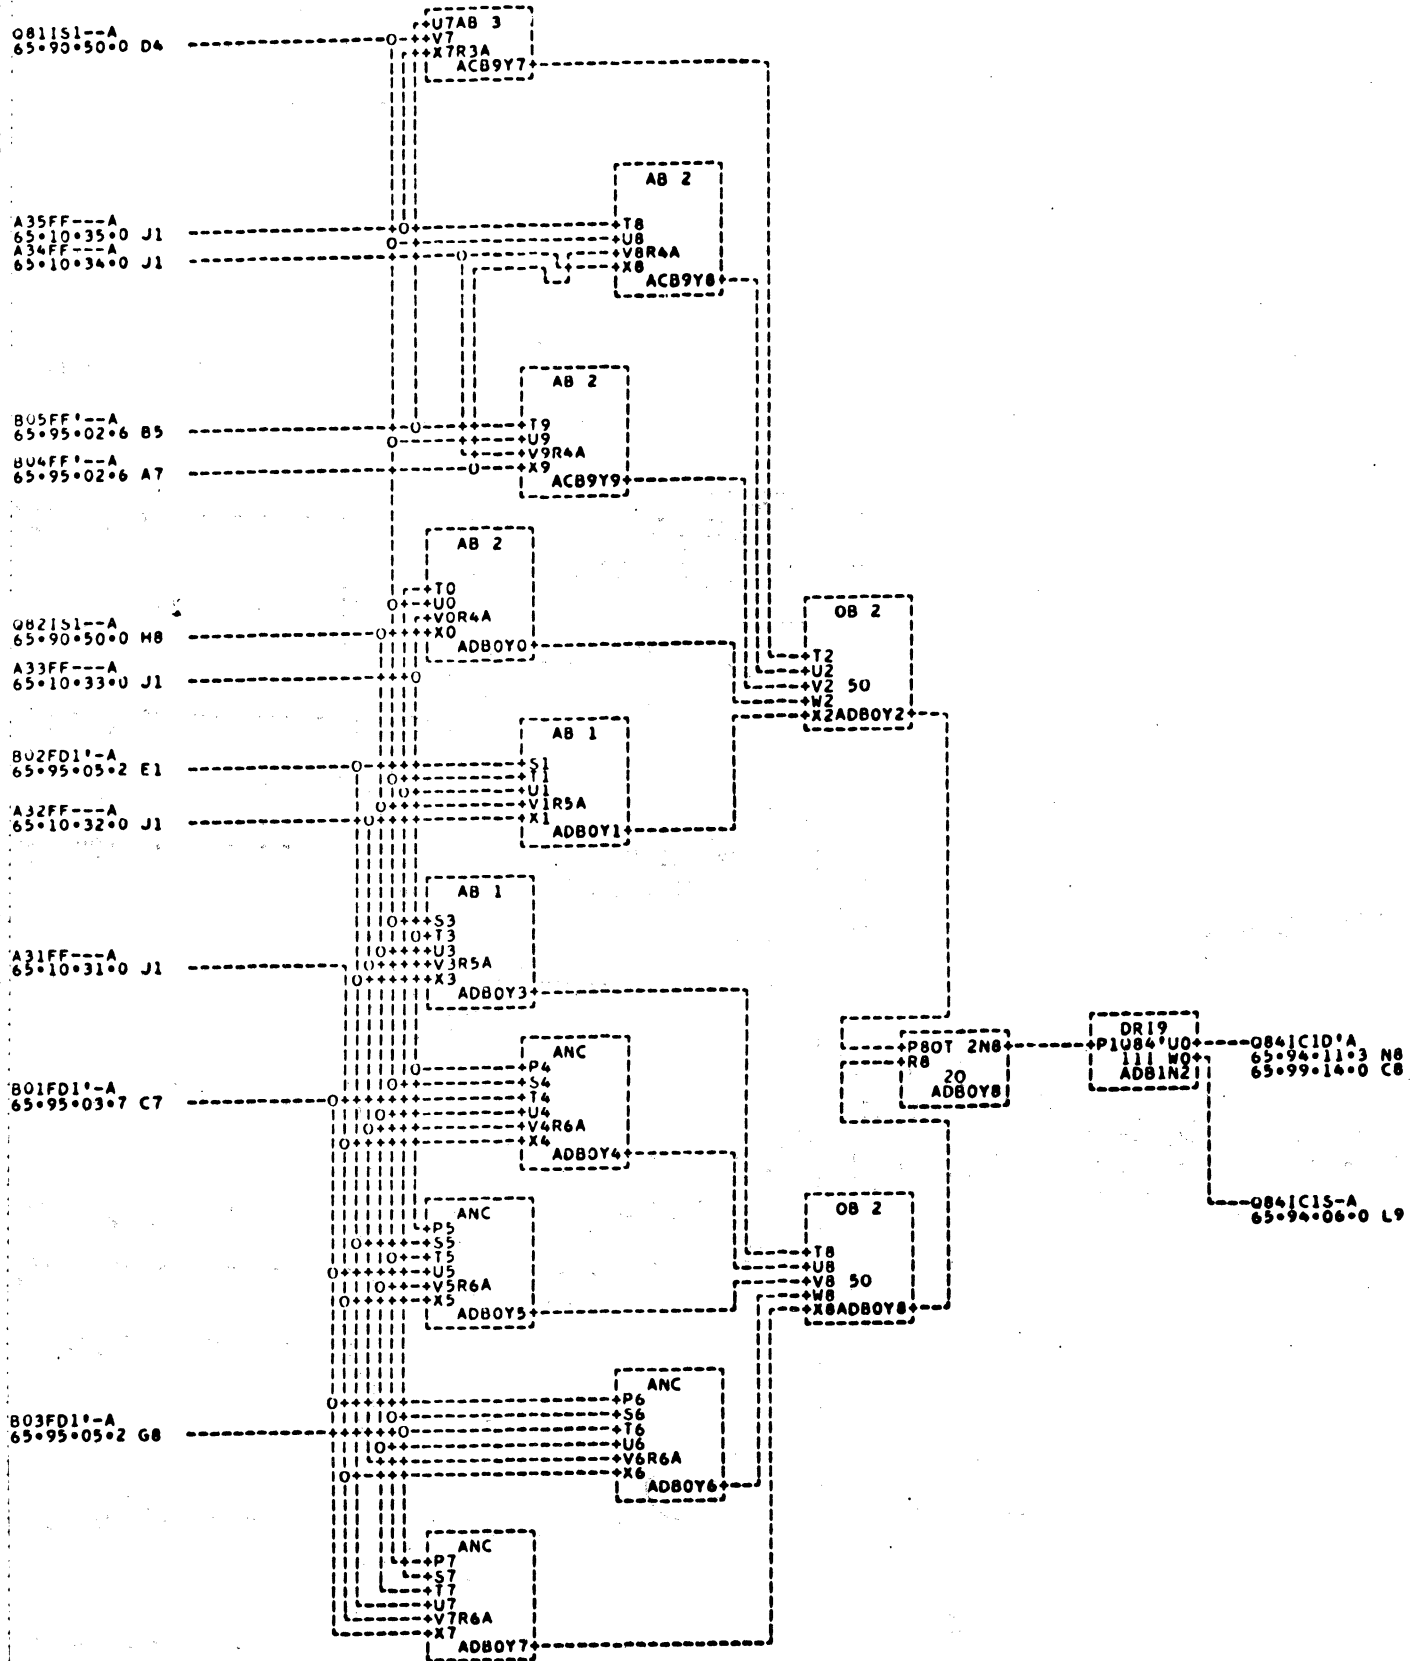 Q81IS1--A
65•90•50•0 D4
U7AB 3
V7
X7R3A
ACB9Y7
AB 2
A35FF---A
65•10•35•0 J1
A34FF---A
65•10•34•0 J1
T8
U8
V8R4A
X8
ACB9Y8
AB 2
B05FF'--A
65•95•02•6 B5
B04FF'--A
65•95•02•6 A7
T9
U9
V9R4A
X9
ACB9Y9
AB 2
T0
U0
V0R4A
X0
ADB0Y0
Q82IS1--A
65•90•50•0 H8
A33FF---A
65•10•33•0 J1
OB 2
T2
U2
V2 50
W2
X2ADB0Y2
AB 1
B02FD1'-A
65•95•05•2 E1
A32FF---A
65•10•32•0 J1
S1
T1
U1
V1R5A
X1
ADB0Y1
AB 1
S3
T3
U3
V3R5A
X3
ADB0Y3
A31FF---A
65•10•31•0 J1
ANC
P4
S4
T4
U4
V4R6A
X4
ADB0Y4
B01FD1'-A
65•95•03•7 C7
P8OT 2N8
R8
20
ADB0Y8
DRI9
P1Q84'U0
111 W0
ADB1N2
Q84IC1D'A
65•94•11•3 N8
65•99•14•0 C8
Q84IC1S-A
65•94•06•0 L9
ANC
P5
S5
T5
U5
V5R6A
X5
ADB0Y5
OB 2
T8
U8
V8 50
W8
X8ADB0Y8
ANC
P6
S6
T6
U6
V6R6A
X6
ADB0Y6
B03FD1'-A
65•95•05•2 G8
ANC
P7
S7
T7
U7
V7R6A
X7
ADB0Y7